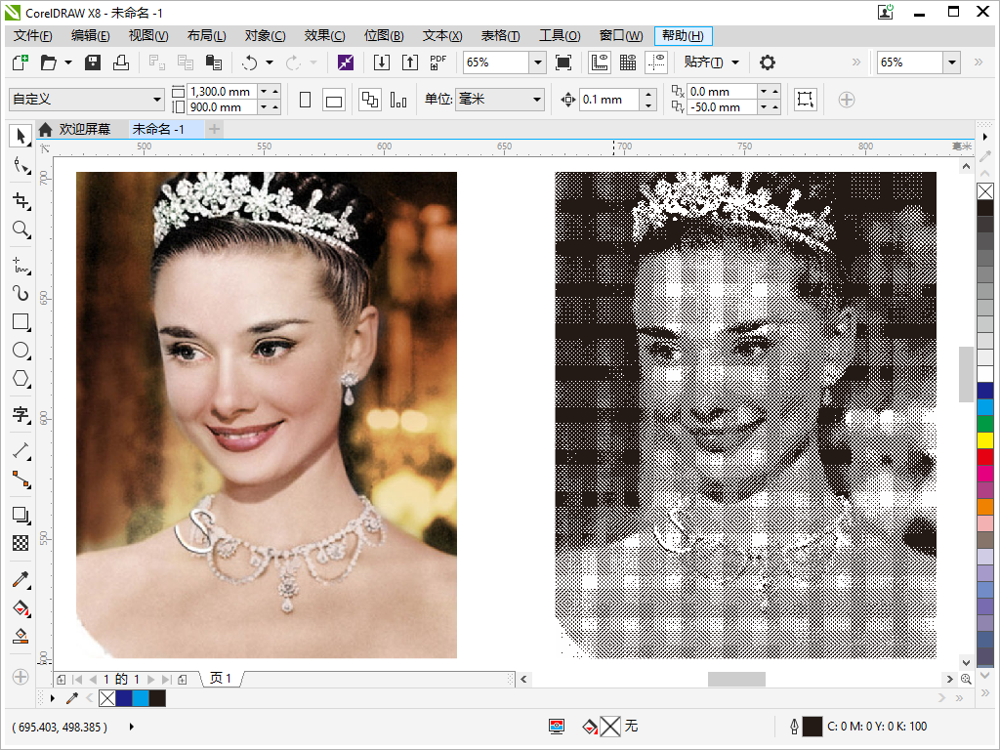 CorelDRAW X8 - 未命名 -1
文件(F) 编辑(E) 视图(V) 布局(L) 对象(C) 效果(C) 位图(B) 文本(X) 表格(T) 工具(O) 窗口(W) 帮助(H)
PDF 65% 贴齐(T) 65%
自定义 1,300.0 mm 900.0 mm 单位: 毫米 0.1 mm 0.0 mm -50.0 mm
欢迎屏幕 未命名 -1
500 550 600 650 700 750 800 毫米
700
650
600
550
500
字
1 的 1 页 1
( 695.403, 498.385 ) 无 C: 0 M: 0 Y: 0 K: 100